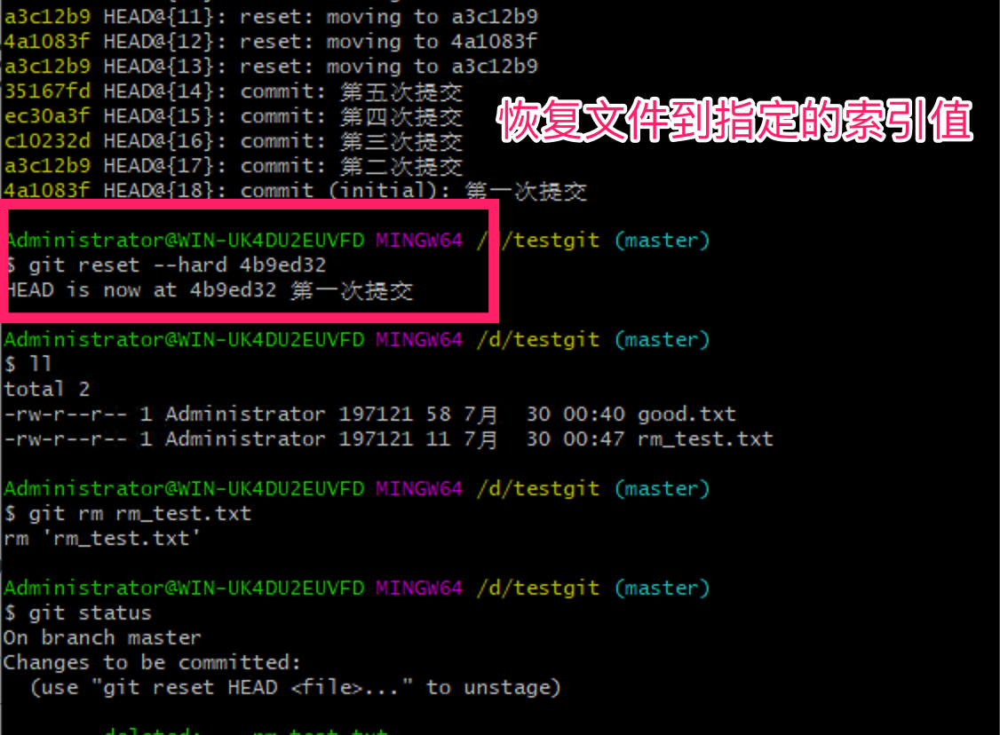 a3c12b9 HEAD@{11}: reset: moving to a3c12b9
4a1083f HEAD@{12}: reset: moving to 4a1083f
a3c12b9 HEAD@{13}: reset: moving to a3c12b9
35167fd HEAD@{14}: commit: 第五次提交
恢复文件到指定的索引值
ec30a3f HEAD@{15}: commit: 第四次提交
c10232d HEAD@{16}: commit: 第三次提交
a3c12b9 HEAD@{17}: commit: 第二次提交
4a1083f HEAD@{18}: commit (initial): 第一次提交
Administrator@WIN-UK4DU2EUVFD MINGW64 /d/testgit (master)
$ git reset --hard 4b9ed32
HEAD is now at 4b9ed32 第一次提交
Administrator@WIN-UK4DU2EUVFD MINGW64 /d/testgit (master)
$ ll
total 2
-rw-r--r-- 1 Administrator 197121 58 7月 30 00:40 good.txt
-rw-r--r-- 1 Administrator 197121 11 7月 30 00:47 rm_test.txt
Administrator@WIN-UK4DU2EUVFD MINGW64 /d/testgit (master)
$ git rm rm_test.txt
rm 'rm_test.txt'
Administrator@WIN-UK4DU2EUVFD MINGW64 /d/testgit (master)
$ git status
On branch master
Changes to be committed:
(use "git reset HEAD <file>..." to unstage)
deleted: rm_test.txt